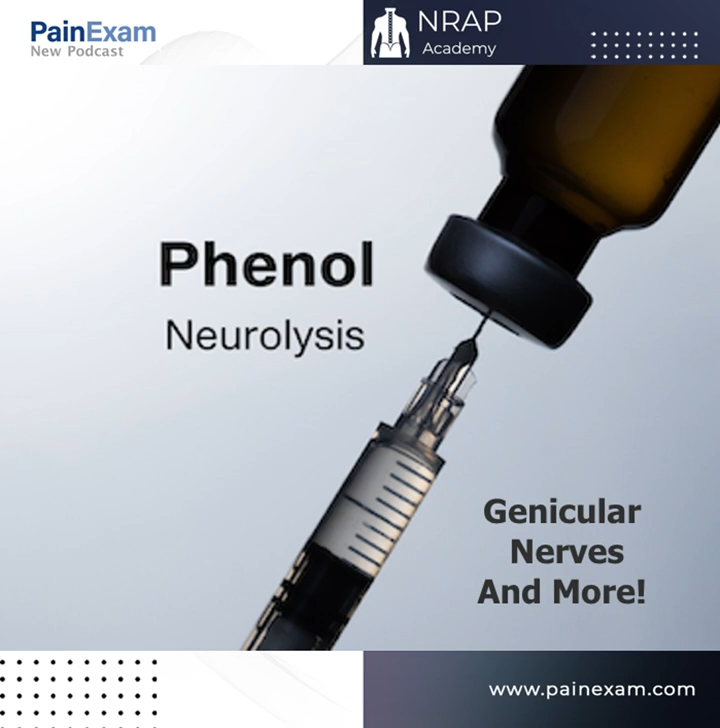 PainExam
New Podcast
NRAP
Academy
Phenol
Neurolysis
Genicular
Nerves
And More!
www.painexam.com